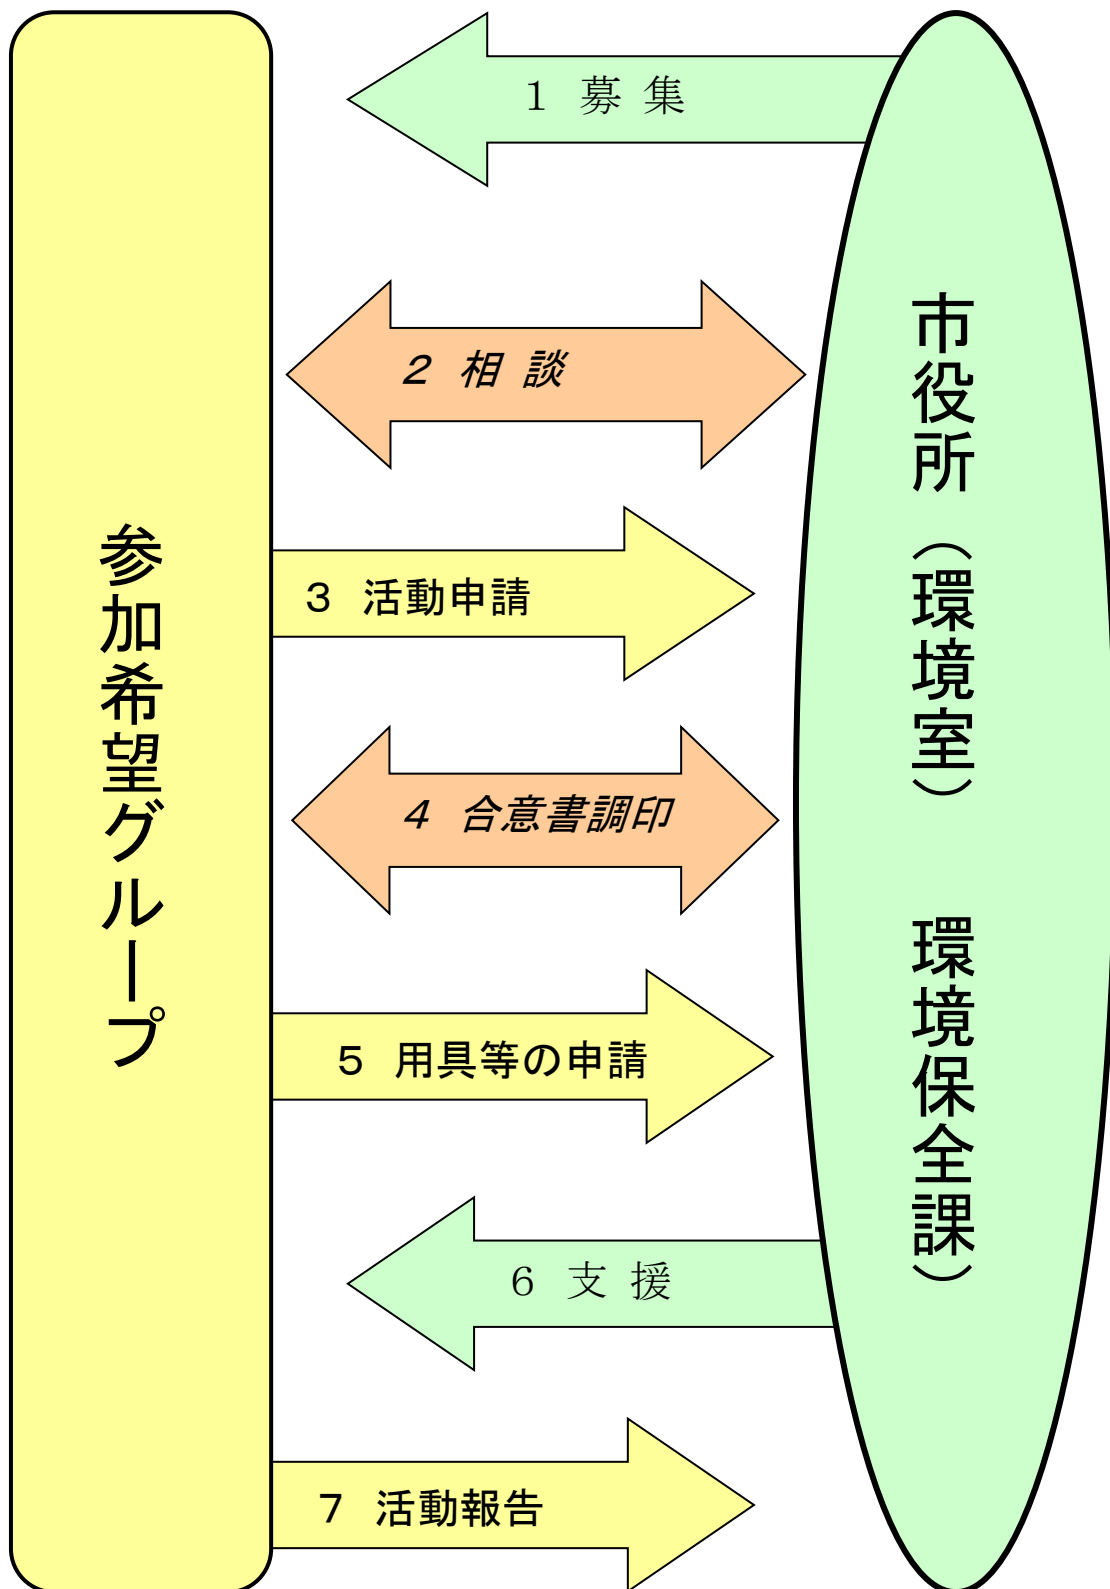 参加希望グループ
1 募 集
2 相 談
3 活動申請
4 合意書調印
5 用具等の申請
6 支 援
7 活動報告
市役所（環境室） 環境保全課）